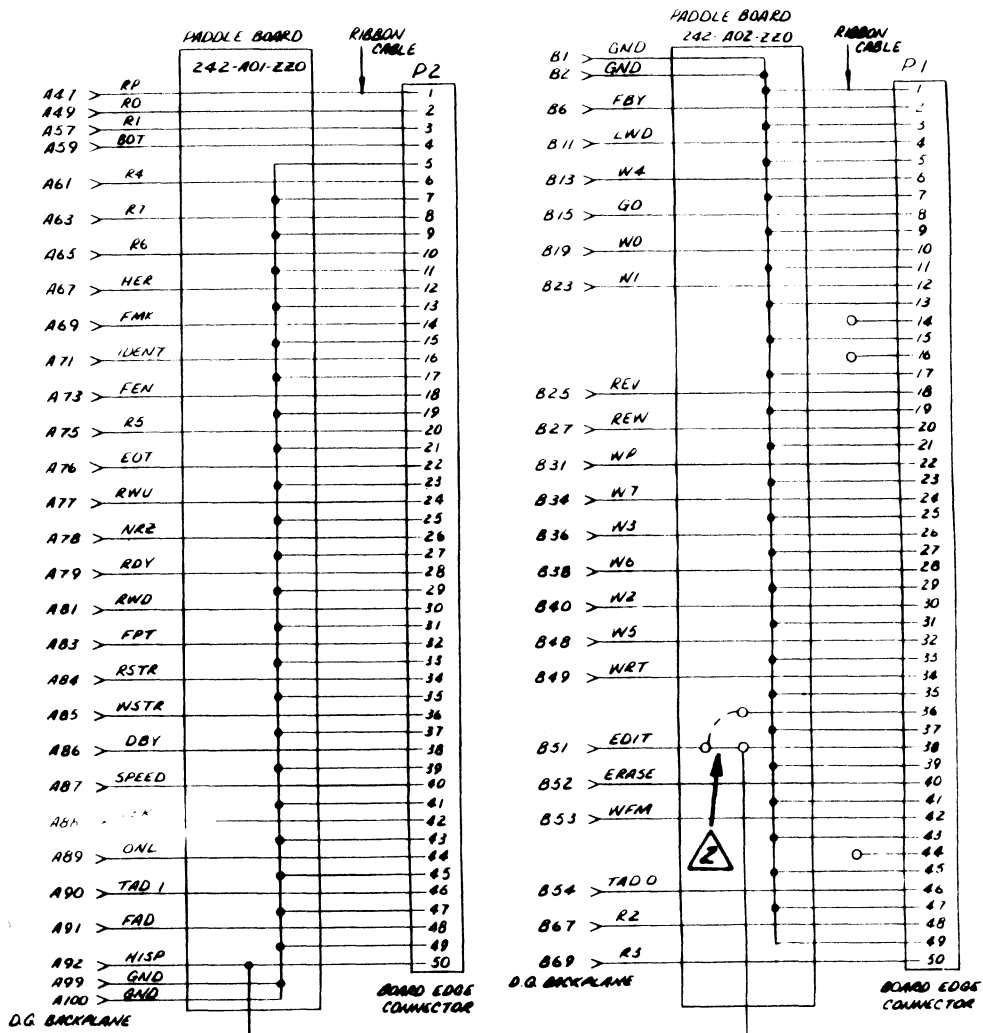 PADDLE BOARD
242-A01-ZZ0
RIBBON
CABLE
P2
A47 RP 1
A49 R0 2
A57 R1 3
A59 BOT 4
5
A61 R4 6
7
A63 R7 8
9
A65 R6 10
11
A67 HER 12
13
A69 FMK 14
15
A71 IDENT 16
17
A73 FEN 18
19
A75 R5 20
21
A76 EOT 22
23
A77 RWU 24
25
A78 NRZ 26
27
A79 RDY 28
29
A81 RWD 30
31
A83 FPT 32
33
A84 RSTR 34
35
A85 WSTR 36
37
A86 DBY 38
39
A87 SPEED 40
41
A88 42
43
A89 ONL 44
45
A90 TAD 1 46
47
A91 FAD 48
49
A92 HISP 50
A99 GND
A100 GND
D.G. BACKPLANE
BOARD EDGE
CONNECTOR
PADDLE BOARD
242-A02-ZZ0
RIBBON
CABLE
P1
B1 GND
B2 GND
1
B6 FBY 2
3
B11 LWD 4
5
B13 W4 6
7
B15 GO 8
9
B19 W0 10
11
B23 W1 12
13
14
15
16
17
B25 REV 18
19
B27 REW 20
21
B31 WP 22
23
B34 W7 24
25
B36 W3 26
27
B38 W6 28
29
B40 W2 30
31
B48 W5 32
33
B49 WRT 34
35
36
37
B51 EDIT 38
39
B52 ERASE 40
41
B53 WFM 42
43
2
44
45
B54 TAD 0 46
47
B67 R2 48
49
B69 R3 50
D.G. BACKPLANE
BOARD EDGE
CONNECTOR